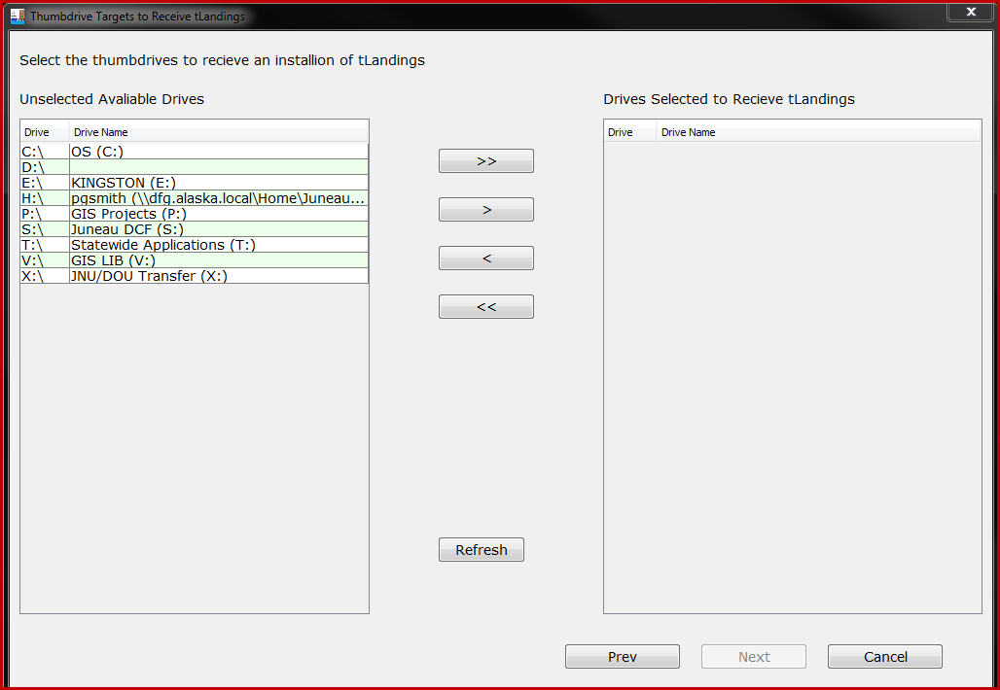 Thumbdrive Targets to Receive tLandings
X
Select the thumbdrives to recieve an installion of tLandings
Unselected Avaliable Drives
Drives Selected to Recieve tLandings
Drive Drive Name
Drive Drive Name
C:\ OS (C:)
D:\
E:\ KINGSTON (E:)
H:\ pgsmith (\\dfg.alaska.local\Home\Juneau...
P:\ GIS Projects (P:)
S:\ Juneau DCF (S:)
T:\ Statewide Applications (T:)
V:\ GIS LIB (V:)
X:\ JNU/DOU Transfer (X:)
>>
>
<
<<
Refresh
Prev
Next
Cancel